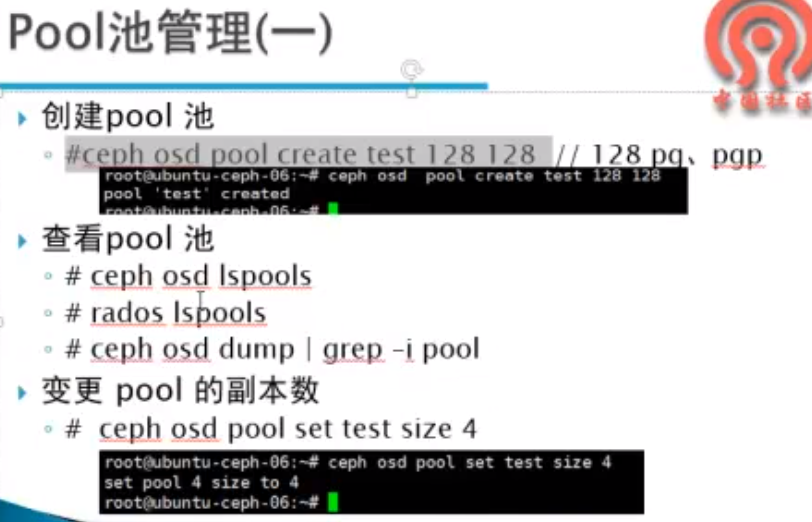 Pool池管理(一)
中国社区
创建pool 池
#ceph osd pool create test 128 128 // 128 pg、pgp
root@ubuntu-ceph-06:~# ceph osd  pool create test 128 128
pool 'test' created
root@ubuntu-ceph-06:~#
查看pool 池
# ceph osd lspools
# rados lspools
# ceph osd dump | grep –i pool
变更 pool 的副本数
#  ceph osd pool set test size 4
root@ubuntu-ceph-06:~# ceph osd pool set test size 4
set pool 4 size to 4
root@ubuntu-ceph-06:~#